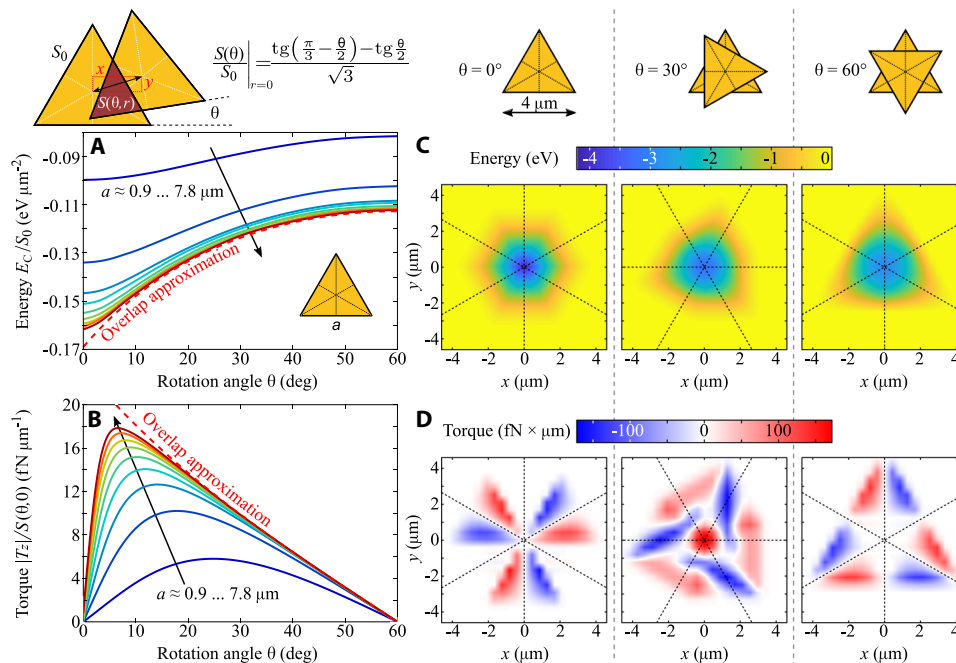 S₀
x
y
S(θ,r)
θ
S(θ)/S₀|r=0 = (tg(π/3 − θ/2) − tg θ/2)/√3
θ = 0°
4 μm
θ = 30°
θ = 60°
A
-0.09
-0.11
-0.13
-0.15
-0.17
Energy E_C/S₀ (eV μm⁻²)
a ≈ 0.9 ... 7.8 μm
Overlap approximation
a
0 10 20 30 40 50 60
Rotation angle θ (deg)
B
20
16
12
8
4
0
Torque |T_z|/S(θ,0) (fN μm⁻¹)
Overlap approximation
a ≈ 0.9 ... 7.8 μm
0 10 20 30 40 50 60
Rotation angle θ (deg)
C
Energy (eV)
-4 -3 -2 -1 0
y (μm)
4
2
0
-2
-4
-4 -2 0 2 4
x (μm)
-4 -2 0 2 4
x (μm)
-4 -2 0 2 4
x (μm)
D
Torque (fN × μm)
-100 0 100
y (μm)
4
2
0
-2
-4
-4 -2 0 2 4
x (μm)
-4 -2 0 2 4
x (μm)
-4 -2 0 2 4
x (μm)